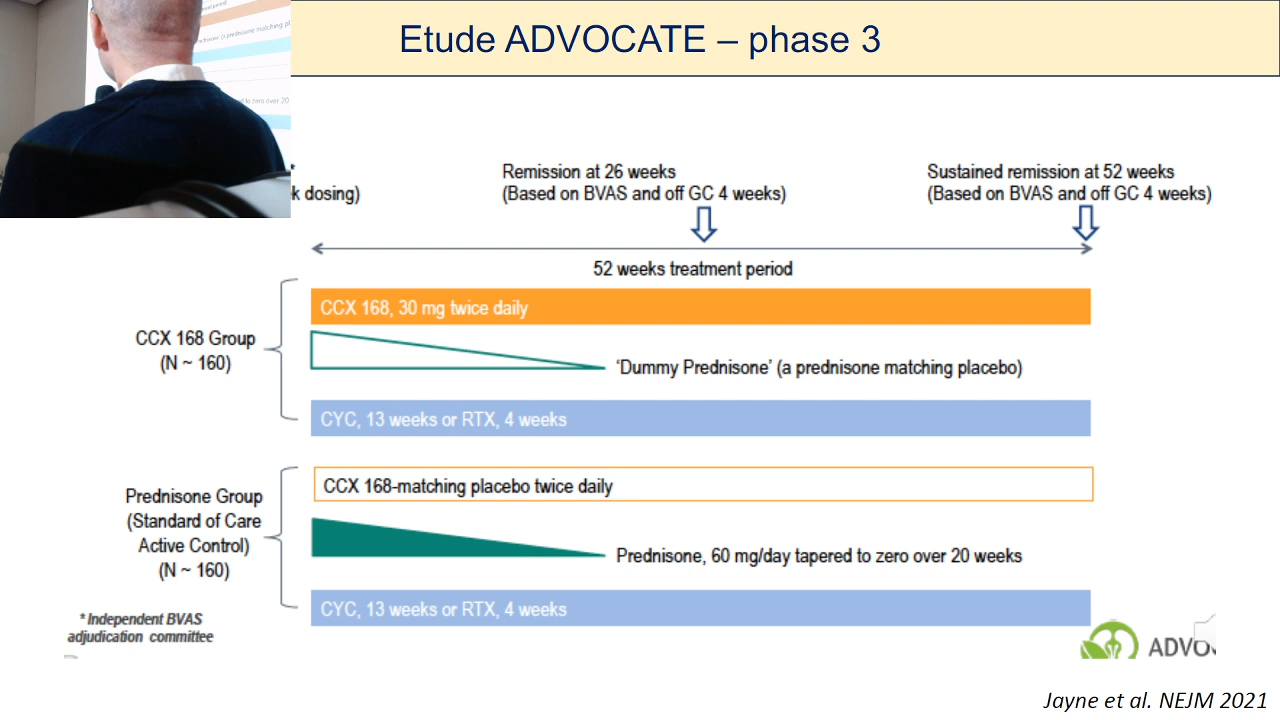 Etude ADVOCATE – phase 3
k dosing)
Remission at 26 weeks
(Based on BVAS and off GC 4 weeks)
Sustained remission at 52 weeks
(Based on BVAS and off GC 4 weeks)
52 weeks treatment period
CCX 168 Group
(N ~ 160)
CCX 168, 30 mg twice daily
'Dummy Prednisone' (a prednisone matching placebo)
CYC, 13 weeks or RTX, 4 weeks
Prednisone Group
(Standard of Care
Active Control)
(N ~ 160)
CCX 168-matching placebo twice daily
Prednisone, 60 mg/day tapered to zero over 20 weeks
CYC, 13 weeks or RTX, 4 weeks
* Independent BVAS
adjudication committee
ADVO
Jayne et al. NEJM 2021